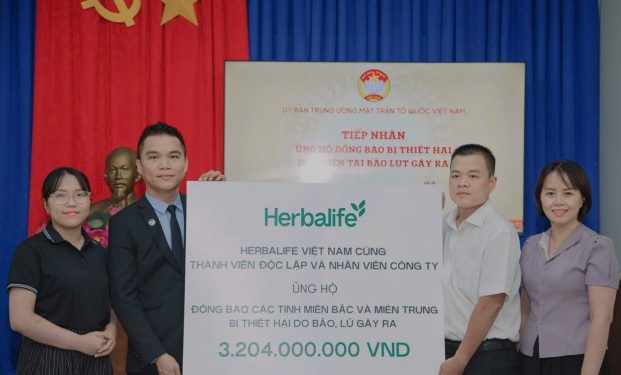 ỦY BAN TRUNG ƯƠNG MẶT TRẬN TỔ QUỐC VIỆT NAM
TIẾP NHẬN
ỦNG HỘ ĐỒNG BÀO BỊ THIỆT HẠI
DO THIÊN TAI BÃO LỤT GÂY RA
Herbalife
HERBALIFE VIỆT NAM CÙNG
THÀNH VIÊN ĐỘC LẬP VÀ NHÂN VIÊN CÔNG TY
ỦNG HỘ
ĐỒNG BÀO CÁC TỈNH MIỀN BẮC VÀ MIỀN TRUNG
BỊ THIỆT HẠI DO BÃO, LŨ GÂY RA
3.204.000.000 VND